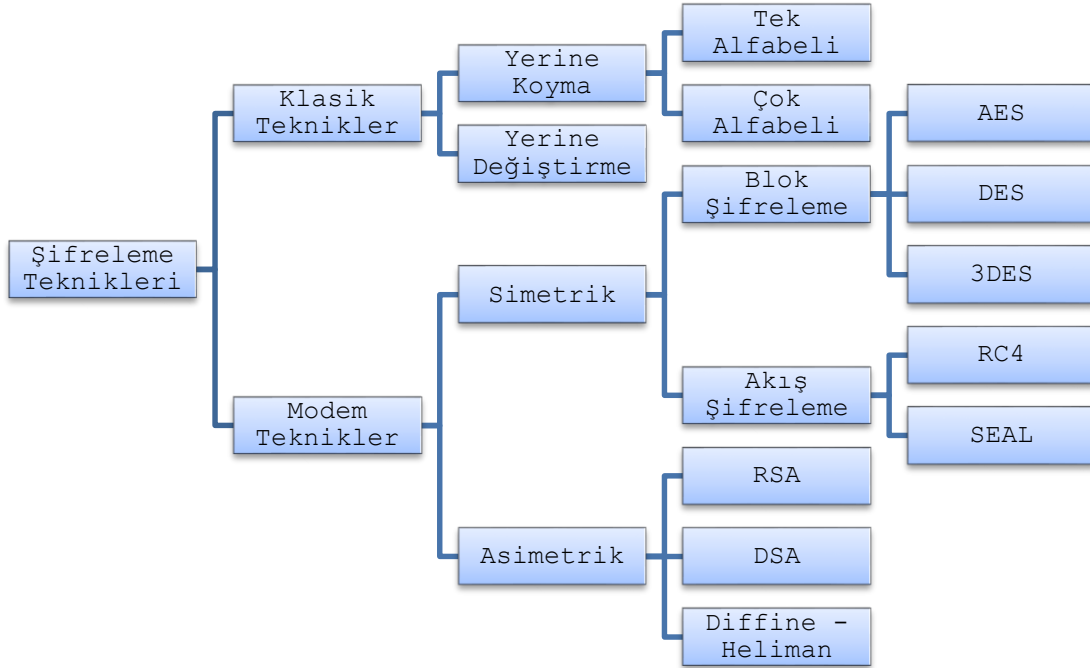 Şifreleme
Teknikleri
Klasik
Teknikler
Yerine
Koyma
Tek
Alfabeli
Çok
Alfabeli
Yerine
Değiştirme
Modem
Teknikler
Simetrik
Blok
Şifreleme
AES
DES
3DES
Akış
Şifreleme
RC4
SEAL
Asimetrik
RSA
DSA
Diffine -
Heliman